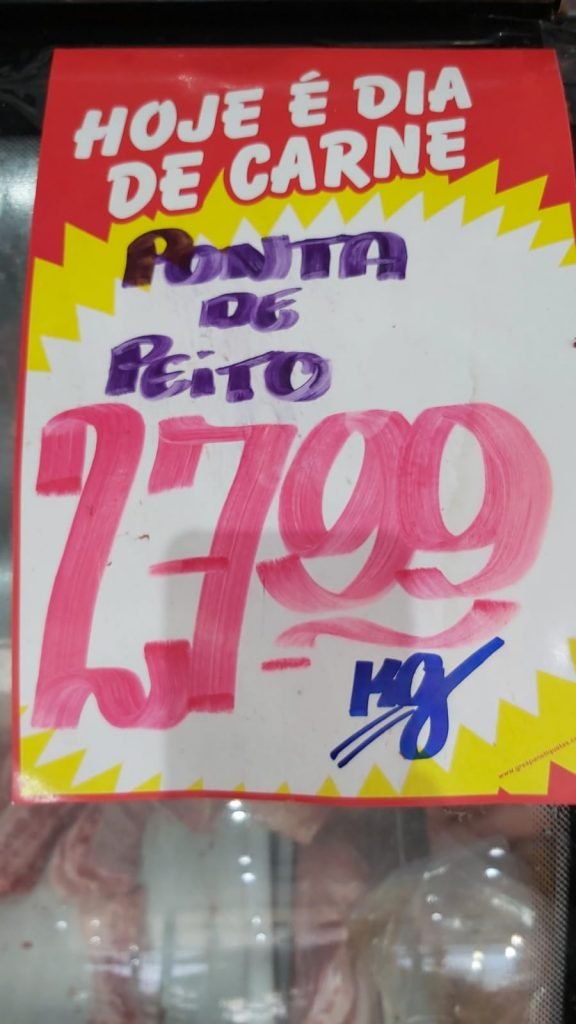 HOJE É DIA
DE CARNE
PONTA
DE
PEITO
27,99
Kg